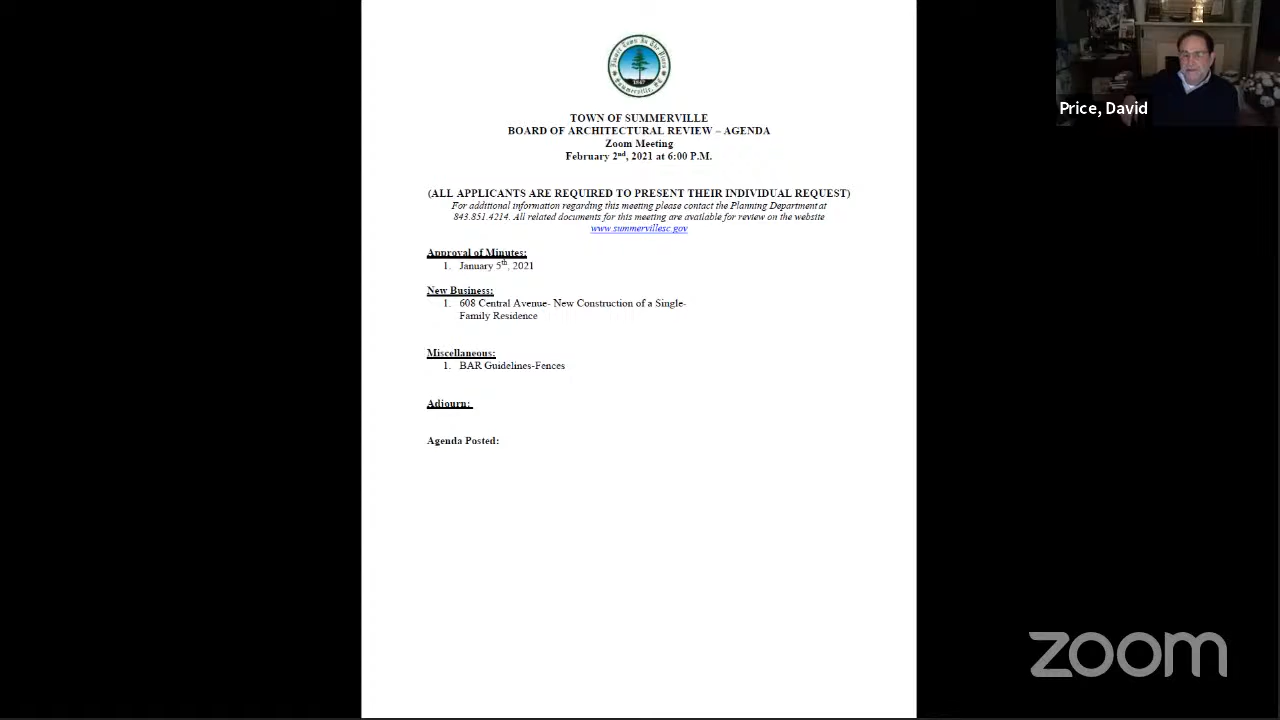 TOWN OF SUMMERVILLE
BOARD OF ARCHITECTURAL REVIEW – AGENDA
Zoom Meeting
February 2nd, 2021 at 6:00 P.M.
(ALL APPLICANTS ARE REQUIRED TO PRESENT THEIR INDIVIDUAL REQUEST)
For additional information regarding this meeting please contact the Planning Department at
843.851.4214. All related documents for this meeting are available for review on the website
www.summervillesc.gov
Approval of Minutes:
1. January 5th, 2021
New Business:
1. 608 Central Avenue- New Construction of a Single-
Family Residence
Miscellaneous:
1. BAR Guidelines-Fences
Adjourn:
Agenda Posted:
Price, David
zoom
1847